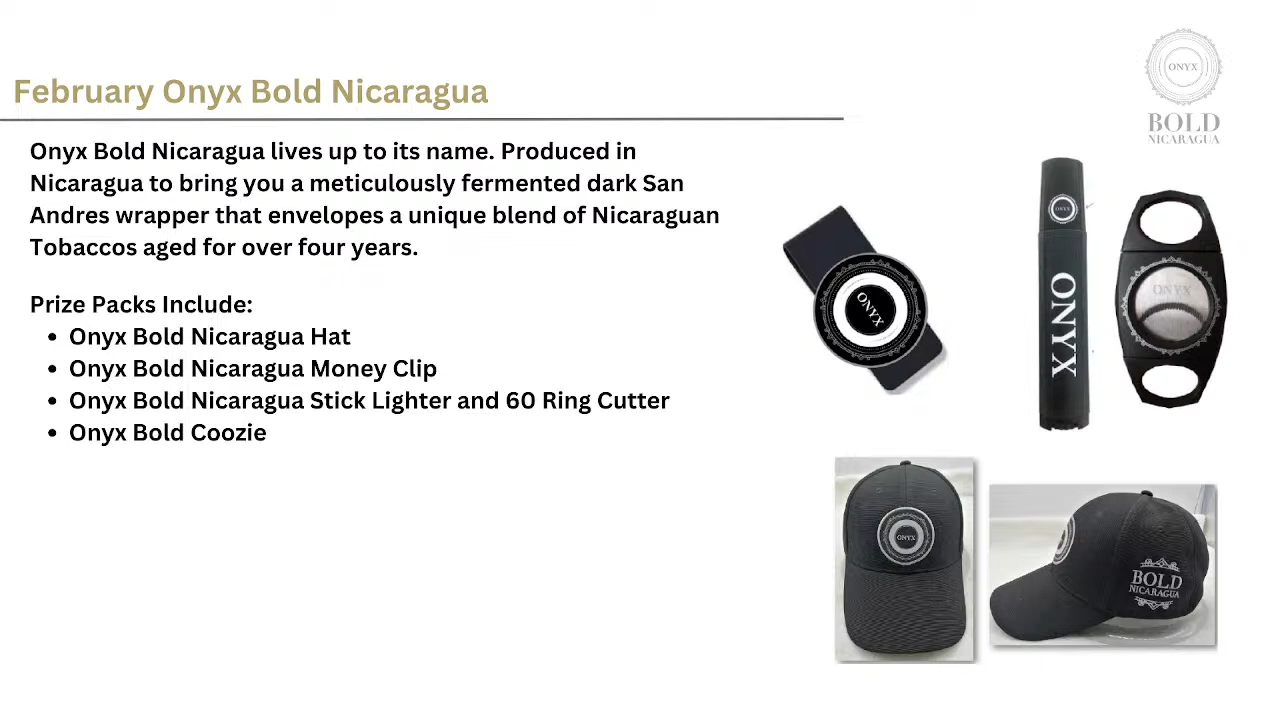 February Onyx Bold Nicaragua
ONYX
BOLD
NICARAGUA
Onyx Bold Nicaragua lives up to its name. Produced in
Nicaragua to bring you a meticulously fermented dark San
Andres wrapper that envelopes a unique blend of Nicaraguan
Tobaccos aged for over four years.
Prize Packs Include:
• Onyx Bold Nicaragua Hat
• Onyx Bold Nicaragua Money Clip
• Onyx Bold Nicaragua Stick Lighter and 60 Ring Cutter
• Onyx Bold Coozie
ONYX
ONYX
ONYX
ONYX
ONYX
BOLD
NICARAGUA